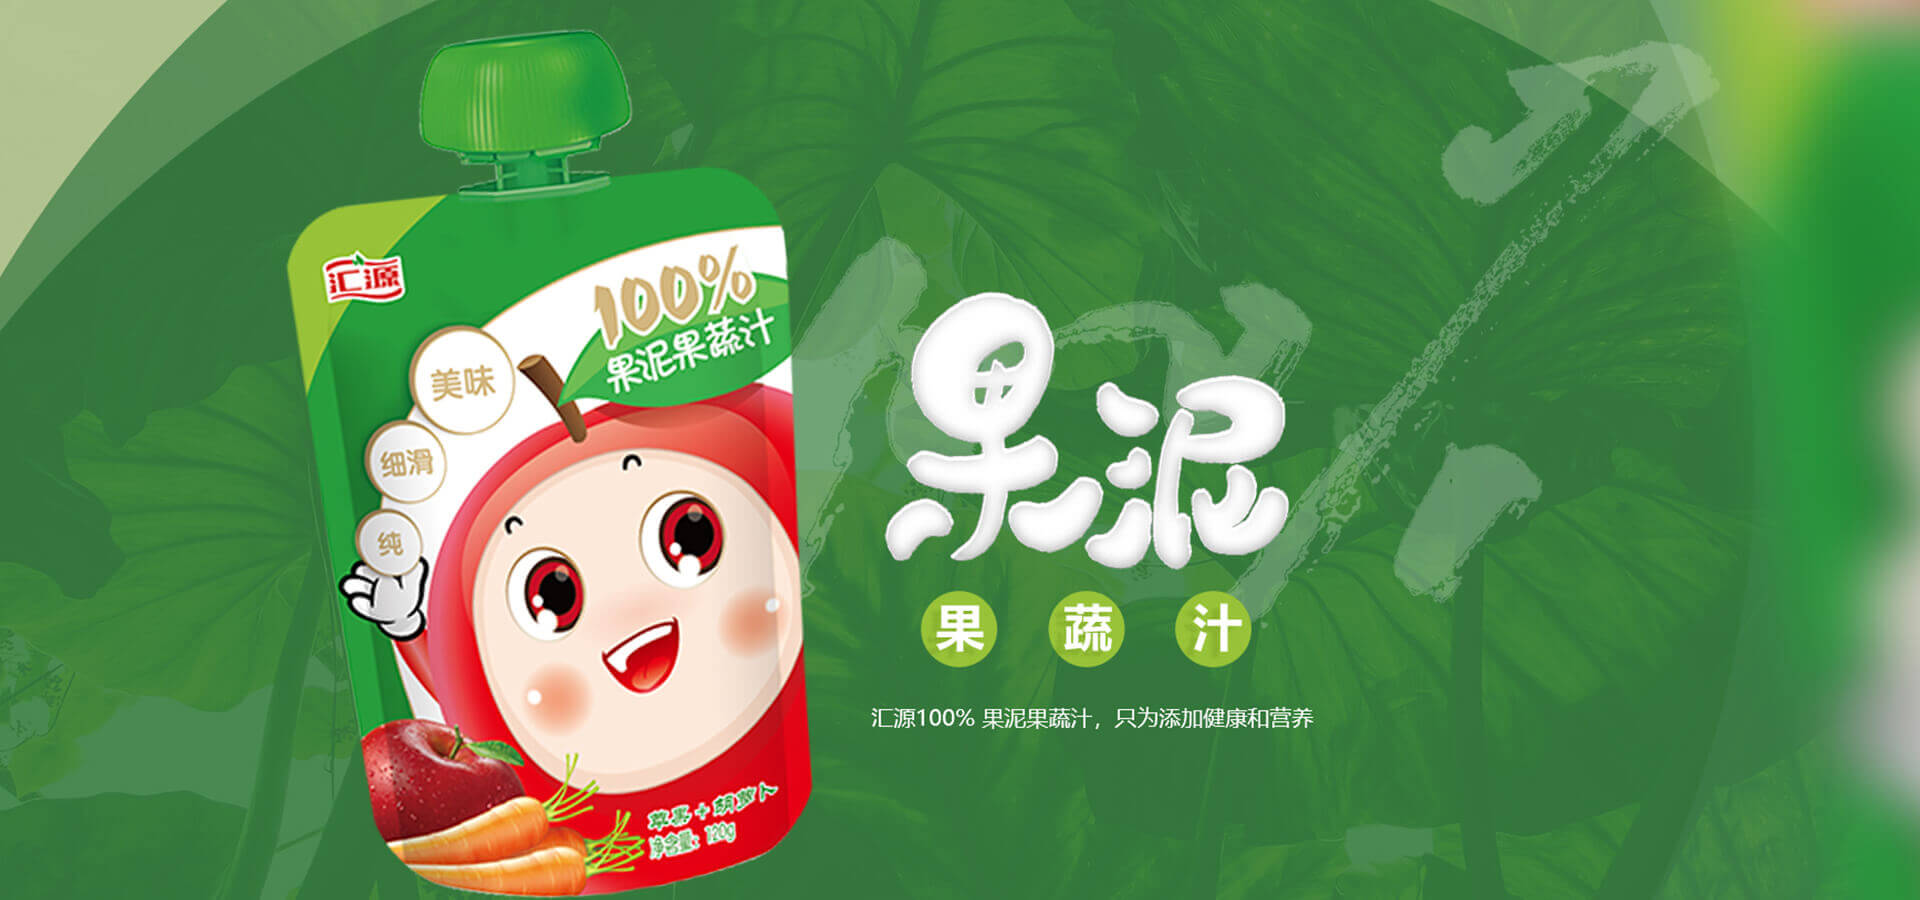 汇源
100%
果泥果蔬汁
美味
细滑
纯
苹果+胡萝卜
净含量: 120g
果泥
果 蔬 汁
汇源100% 果泥果蔬汁，只为添加健康和营养